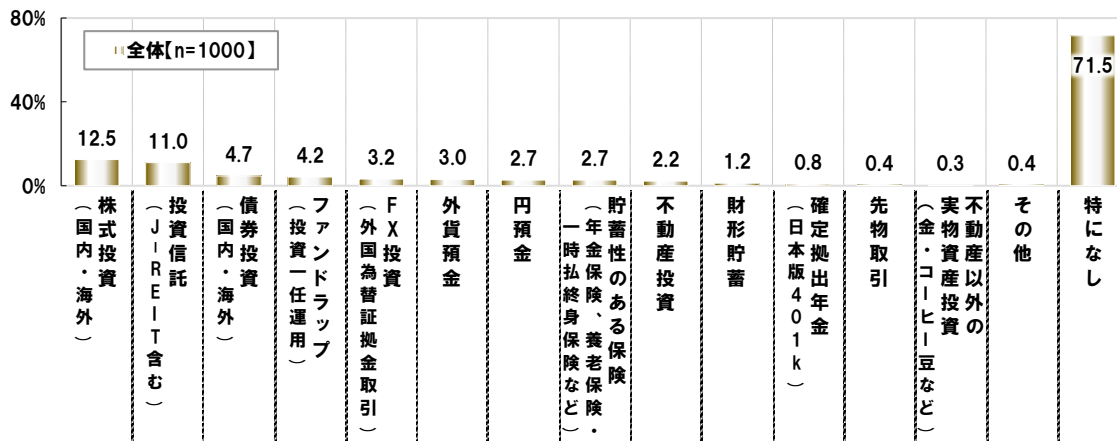 80%
40%
0%
全体【n=1000】
12.5
11.0
4.7
4.2
3.2
3.0
2.7
2.7
2.2
1.2
0.8
0.4
0.3
0.4
71.5
株式投資
（国内・海外）
投資信託
（J-REIT含む）
債券投資
（国内・海外）
ファンドラップ
（投資一任運用）
FX投資
（外国為替証拠金取引）
外貨預金
円預金
貯蓄性のある保険
（年金保険、養老保険・
一時払終身保険など）
不動産投資
財形貯蓄
確定拠出年金
（日本版401k）
先物取引
不動産以外の
実物資産投資
（金・コーヒー豆など）
その他
特になし